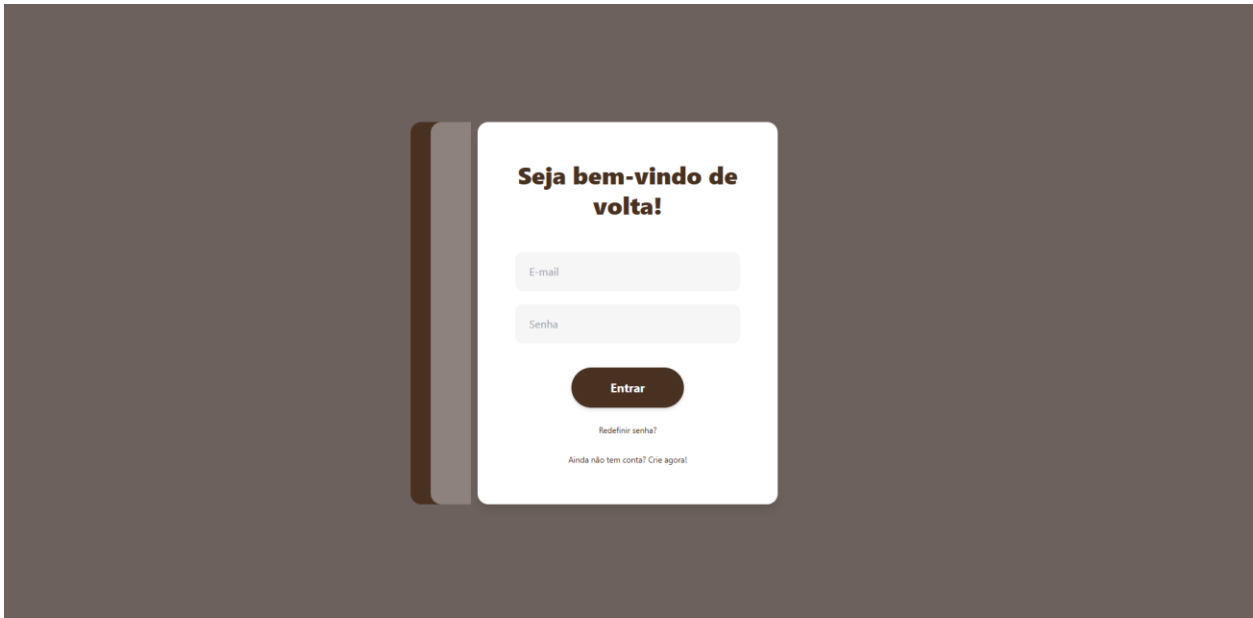 Seja bem-vindo de
volta!
E-mail
Senha
Entrar
Redefinir senha?
Ainda não tem conta? Crie agora!